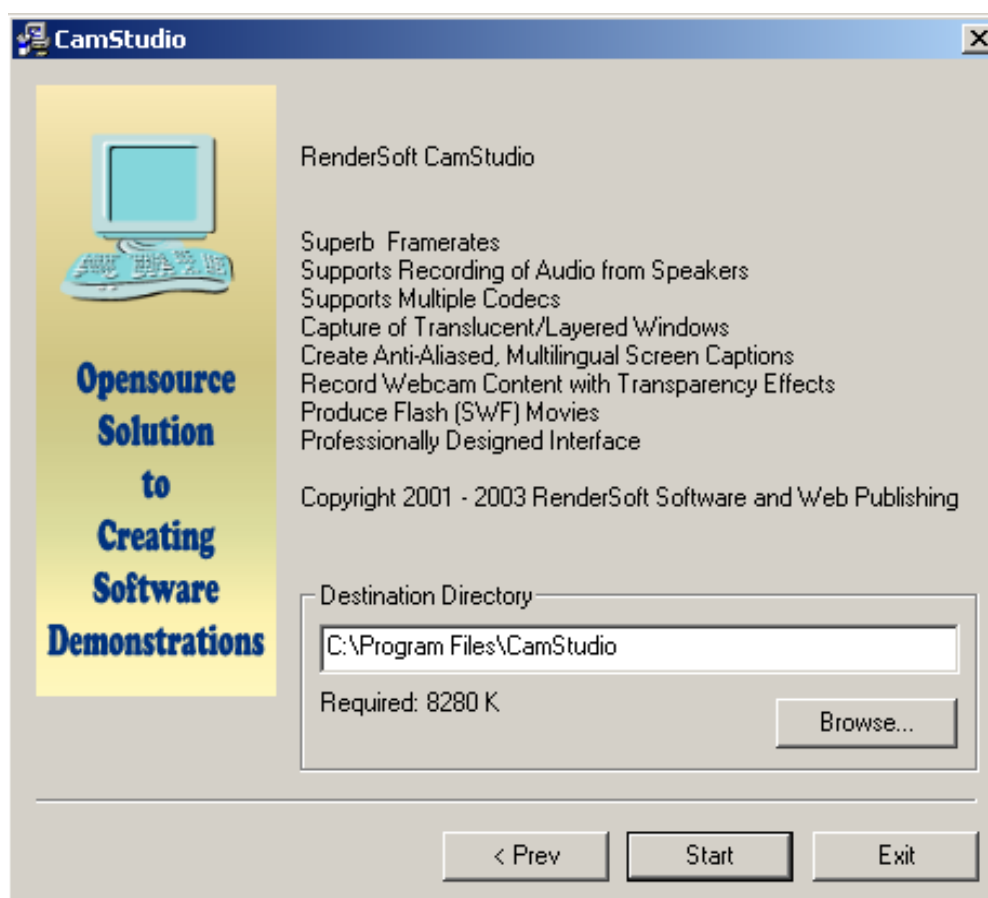 CamStudio
RenderSoft CamStudio
Superb Framerates
Supports Recording of Audio from Speakers
Supports Multiple Codecs
Capture of Translucent/Layered Windows
Create Anti-Aliased, Multilingual Screen Captions
Record Webcam Content with Transparency Effects
Produce Flash (SWF) Movies
Professionally Designed Interface
Copyright 2001 - 2003 RenderSoft Software and Web Publishing
Opensource
Solution
to
Creating
Software
Demonstrations
Destination Directory
C:\Program Files\CamStudio
Required: 8280 K
Browse...
< Prev
Start
Exit